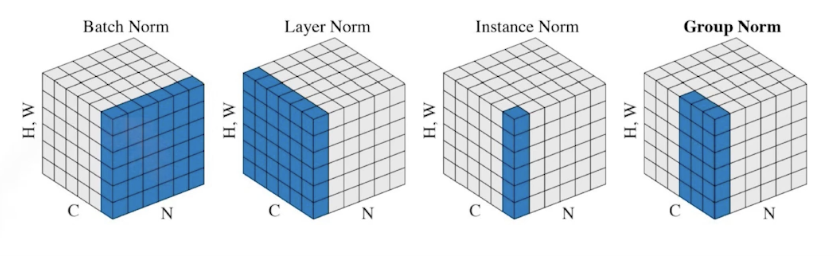 Batch Norm
H, W
C
N
Layer Norm
H, W
C
N
Instance Norm
H, W
C
N
Group Norm
H, W
C
N